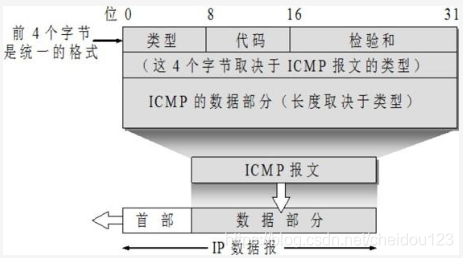 位 0 8 16 31
前 4 个字节
是统一的格式
类型 代码 检验和
(这 4 个字节取决于 ICMP 报文的类型)
ICMP 的数据部分 (长度取决于类型)
ICMP 报文
首部 数据部分
IP 数据报
https://blog.csdn.net/cheidou123